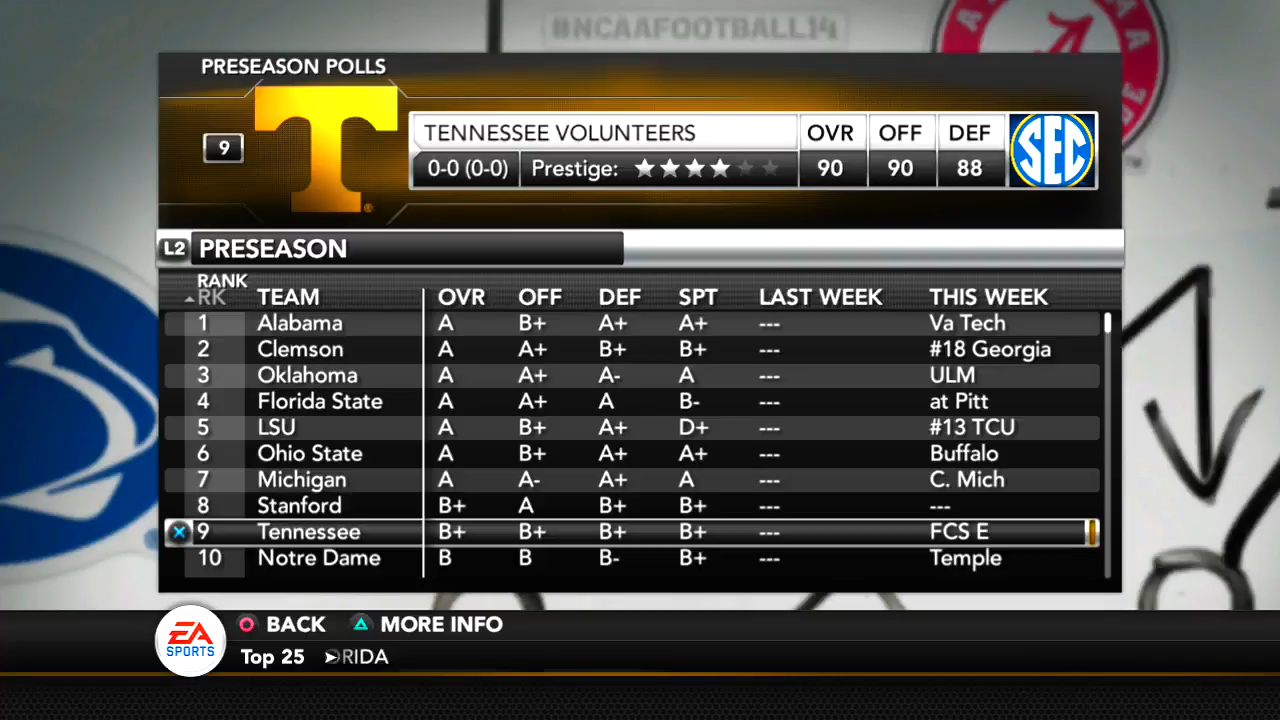 #NCAAFOOTBALL14
PRESEASON POLLS
9
T
TENNESSEE VOLUNTEERS OVR OFF DEF SEC
0-0 (0-0) Prestige: 90 90 88
L2 PRESEASON
RANK
RK TEAM OVR OFF DEF SPT LAST WEEK THIS WEEK
1 Alabama A B+ A+ A+ --- Va Tech
2 Clemson A A+ B+ B+ --- #18 Georgia
3 Oklahoma A A+ A- A --- ULM
4 Florida State A A+ A B- --- at Pitt
5 LSU A B+ A+ D+ --- #13 TCU
6 Ohio State A B+ A+ A+ --- Buffalo
7 Michigan A A- A+ A --- C. Mich
8 Stanford B+ A B+ B+ --- ---
9 Tennessee B+ B+ B+ B+ --- FCS E
10 Notre Dame B B B- B+ --- Temple
EA SPORTS
BACK MORE INFO
Top 25 RIDA